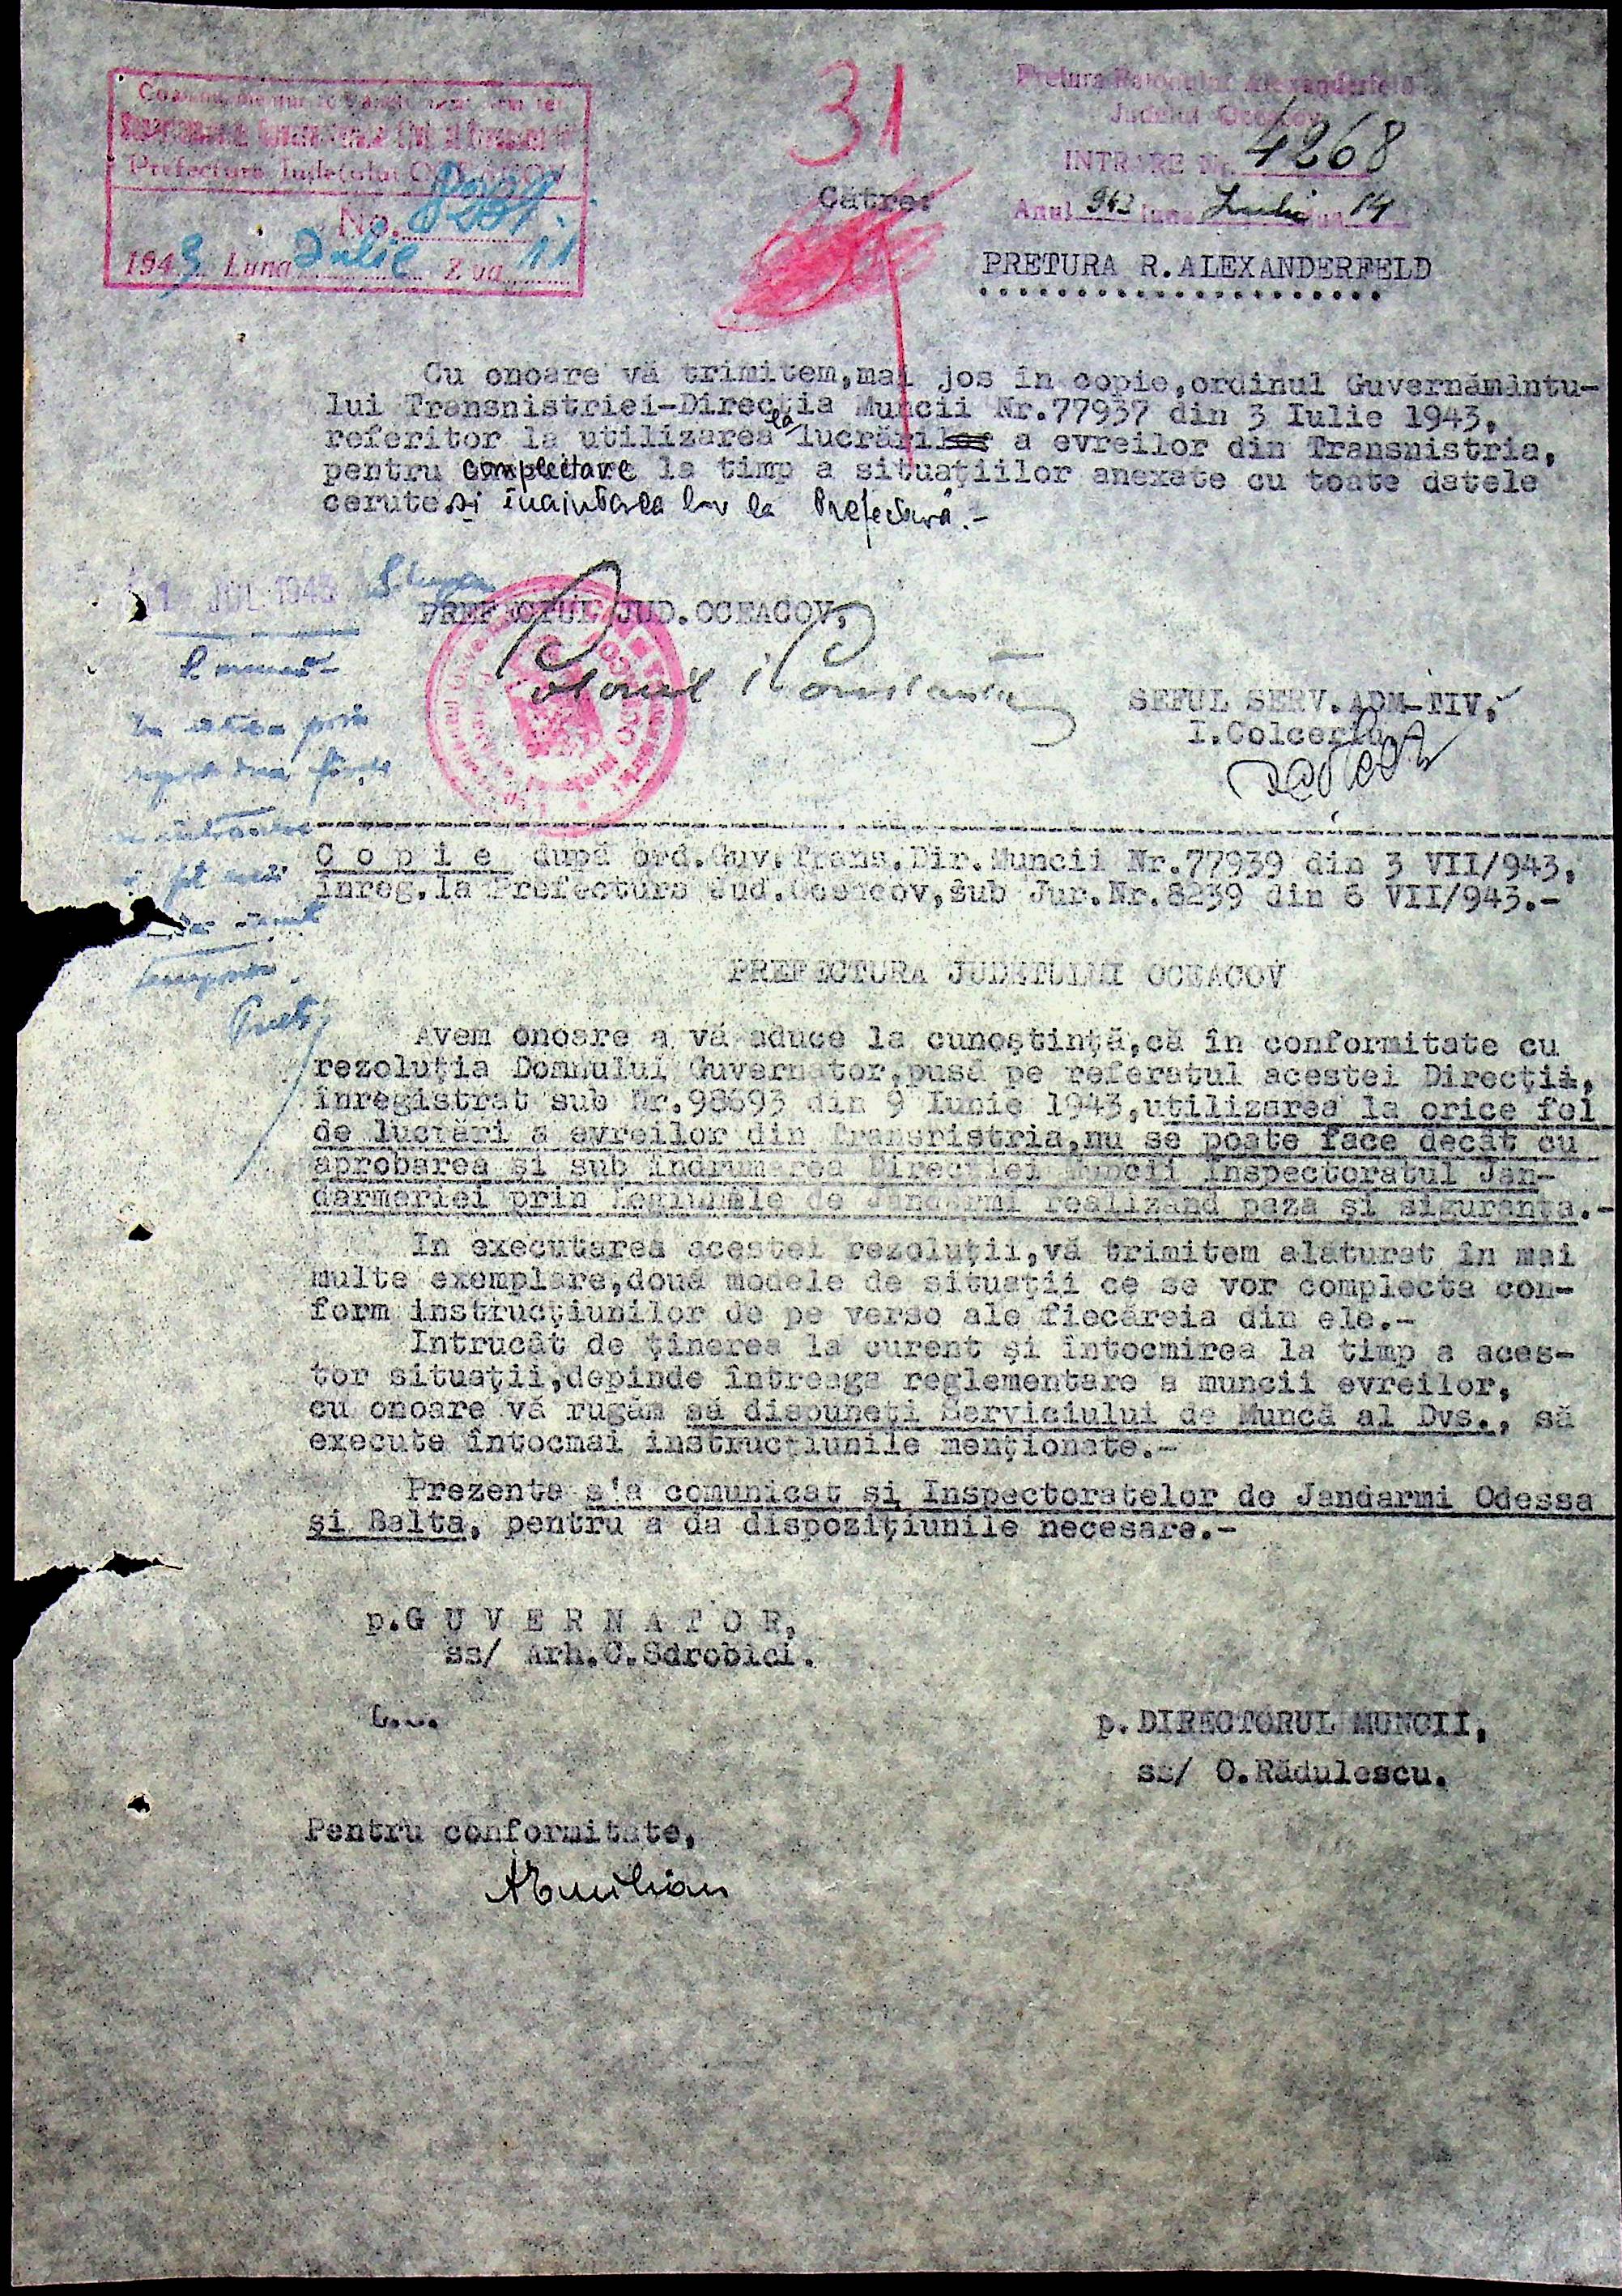 Prefectura Județului OCEACOV
No.
1943 Luna Iulie Ziua 11
31
Pretura Raionului Alexanderfeld
Județul Oceacov
INTRARE Nr. 4268
Anul 943 luna Iulie ziua 14
Către:
PRETURA R.ALEXANDERFELD
Cu onoare vă trimitem,mai jos în copie,ordinul Guvernământu-
lui Transnistriei-Direcția Muncii Nr.77937 din 3 Iulie 1943,
referitor la utilizarea la lucrări a evreilor din Transnistria,
pentru complectare la timp a situațiilor anexate cu toate datele
cerute și înaintarea lor la Prefectură.-
1 JUL 1943
PREFECTUL JUD.OCEACOV,
Colonel
SEFUL SERV.ADM-TIV,
I.Colceriu
C o p i e după ord.Guv.Trans.Dir.Muncii Nr.77939 din 3 VII/943,
înreg.la Prefectura Jud.Oceacov,sub Jur.Nr.8239 din 6 VII/943.-
PREFECTURA JUDETULUI OCEACOV
Avem onoare a vă aduce la cunoștință,că în conformitate cu
rezoluția Domnului Guvernator,pusă pe referatul acestei Direcții,
înregistrat sub Nr.98693 din 9 Iunie 1943,utilizarea la orice fel
de lucrări a evreilor din Transristria,nu se poate face decât cu
aprobarea și sub îndrumarea Direcției Muncii Inspectoratul Jan-
darmeriei prin Legiunile de Jandarmi realizând paza și siguranța.-
In executarea acestei rezoluții,vă trimitem alăturat în mai
multe exemplare,două modele de situații ce se vor complecta con-
form instrucțiunilor de pe verso ale fiecăreia din ele.-
Intrucât de ținerea la curent și întocmirea la timp a aces-
tor situații,depinde întreaga reglementare a muncii evreilor,
cu onoare vă rugăm să dispuneți Serviciului de Muncă al Dvs., să
execute întocmai instrucțiunile menționate.-
Prezenta s'a comunicat și Inspectoratelor de Jandarmi Odessa
și Balta, pentru a da dispozițiunile necesare.-
p.G U V E R N A T O R,
ss/ Arh.C.Sdrobici.
p.DIRECTORUL MUNCII,
ss/ O.Rădulescu.
Pentru conformitate,